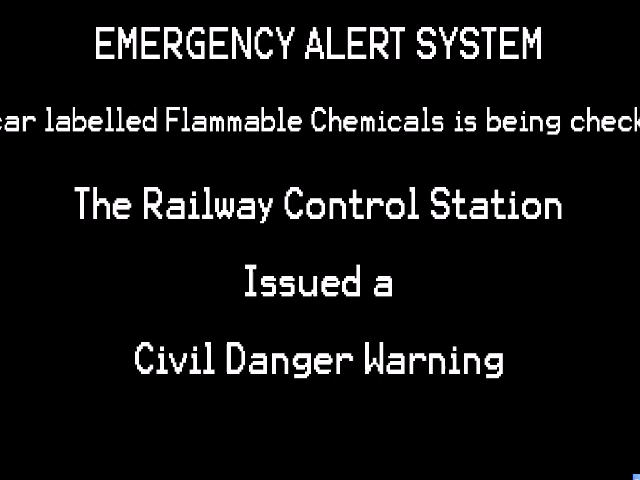 EMERGENCY ALERT SYSTEM
car labelled Flammable Chemicals is being check
The Railway Control Station
Issued a
Civil Danger Warning